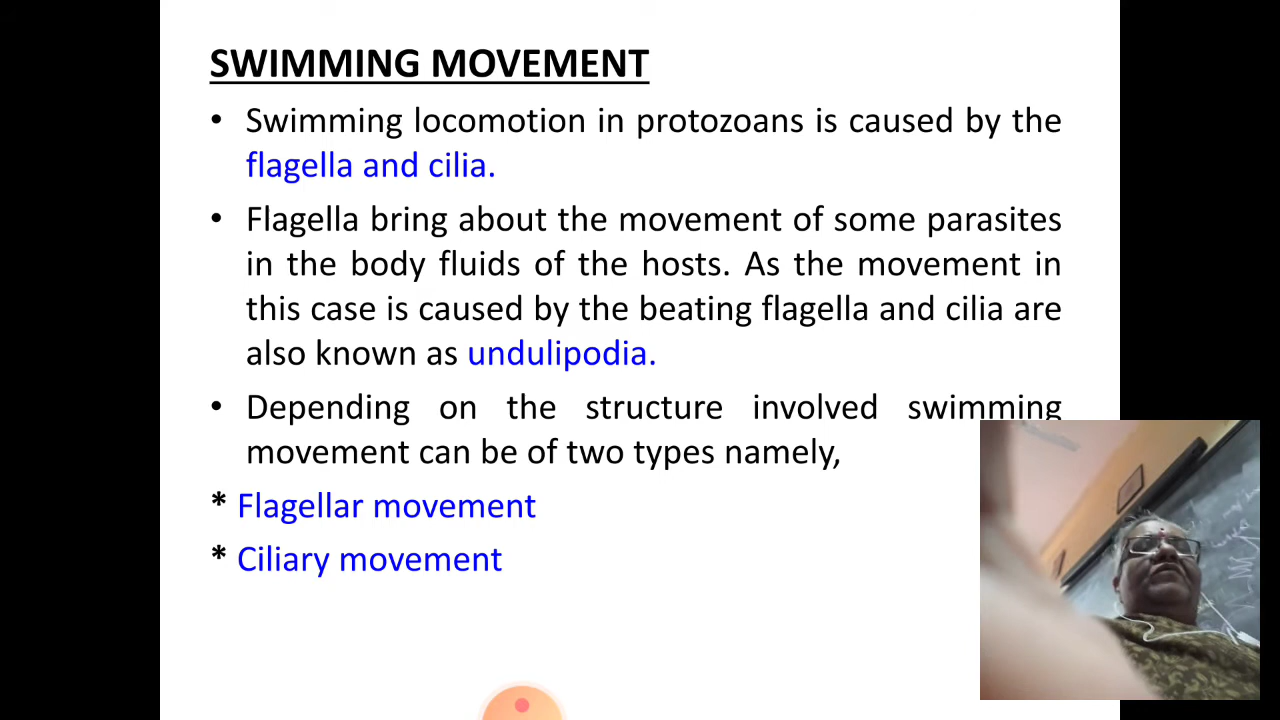 SWIMMING MOVEMENT
• Swimming locomotion in protozoans is caused by the
flagella and cilia.
• Flagella bring about the movement of some parasites
in the body fluids of the hosts. As the movement in
this case is caused by the beating flagella and cilia are
also known as undulipodia.
• Depending on the structure involved swimming
movement can be of two types namely,
* Flagellar movement
* Ciliary movement